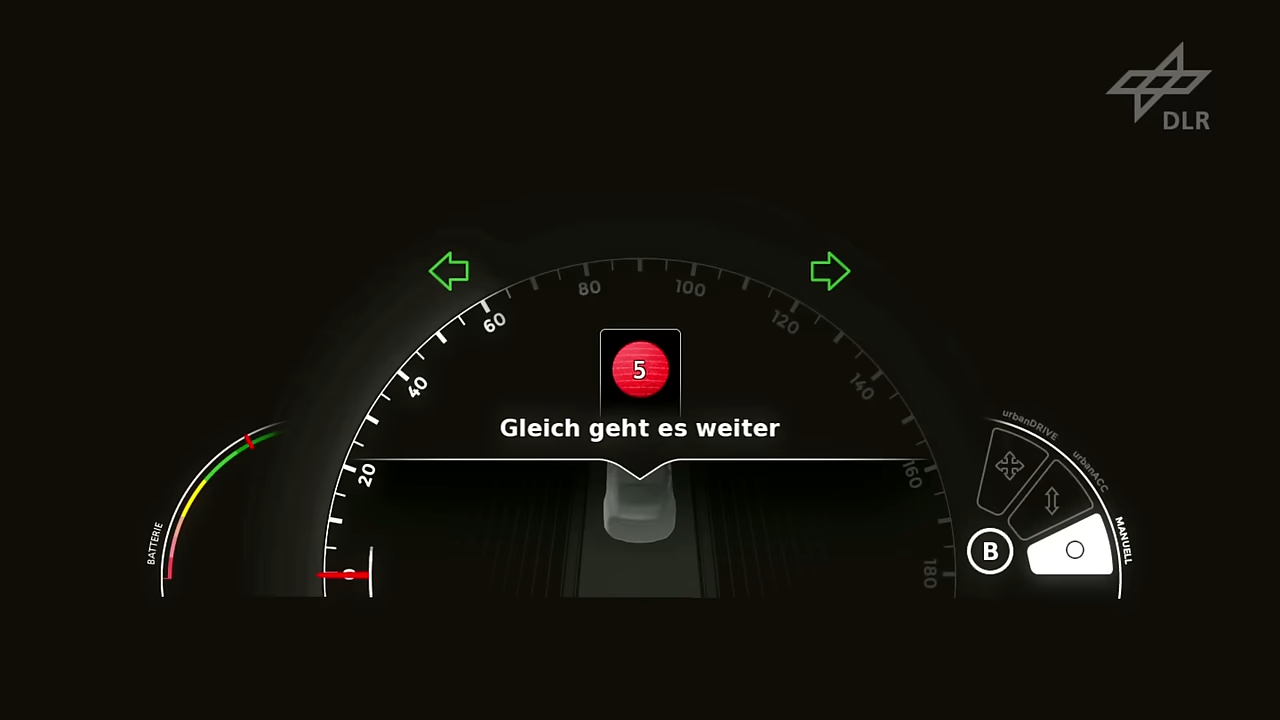 DLR
80
100
60
120
5
40
140
Gleich geht es weiter
urbanDRIVE
20
160
urbanACC
BATTERIE
MANUELL
B
0
180